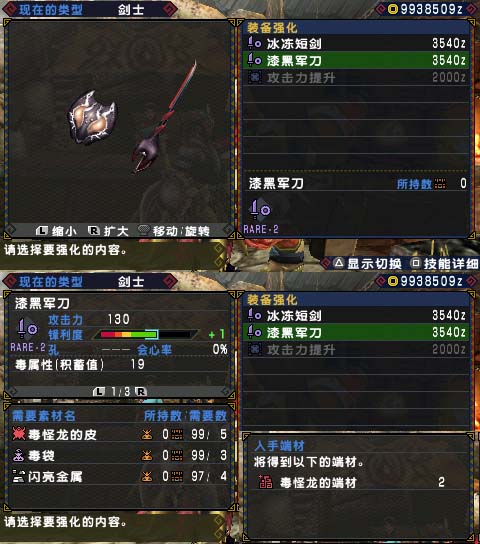 现在的类型 剑士
9938509z
装备强化
冰冻短剑 3540z
漆黑军刀 3540z
攻击力提升 2000z
漆黑军刀 所持数 0
RARE-2
L 缩小 R 扩大 移动/旋转
请选择要强化的内容。
△显示切换 □技能详细
现在的类型 剑士
9938509z
漆黑军刀
攻击力 130
锋利度 +1
RARE-2 孔 --- 会心率 0%
毒属性(积蓄值) 19
L 1/3 R
装备强化
冰冻短剑 3540z
漆黑军刀 3540z
攻击力提升 2000z
需要素材名 所持数/需要数
毒怪龙的皮 0 99/ 5
毒袋 0 99/ 3
闪亮金属 0 97/ 4
入手端材
将得到以下的端材。
毒怪龙的端材 2
请选择要强化的内容。